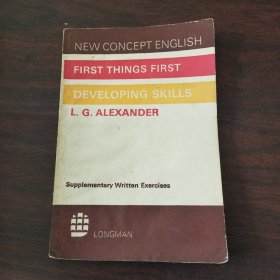 NEW CONCEPT ENGLISH
FIRST THINGS FIRST
DEVELOPING SKILLS
L. G. ALEXANDER
Supplementary Written Exercises
LONGMAN